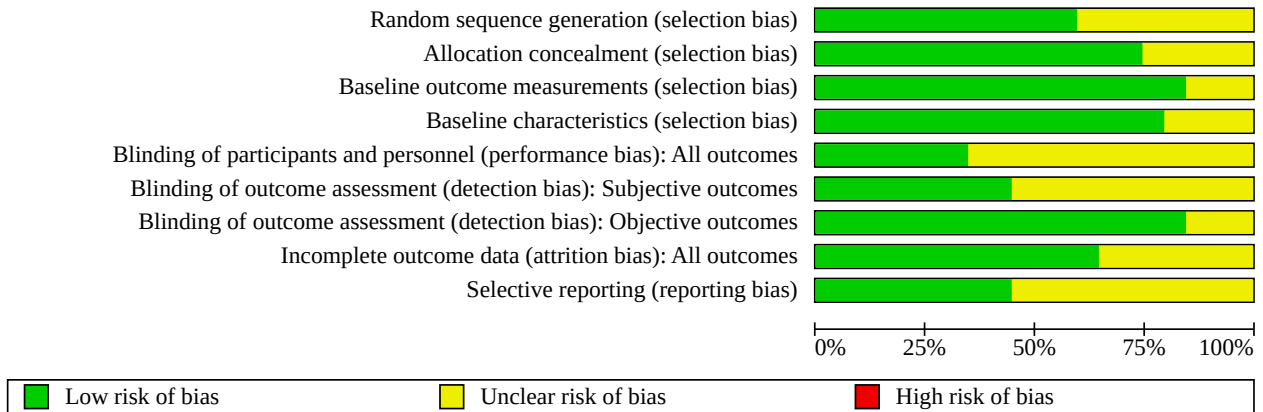 Random sequence generation (selection bias)
Allocation concealment (selection bias)
Baseline outcome measurements (selection bias)
Baseline characteristics (selection bias)
Blinding of participants and personnel (performance bias): All outcomes
Blinding of outcome assessment (detection bias): Subjective outcomes
Blinding of outcome assessment (detection bias): Objective outcomes
Incomplete outcome data (attrition bias): All outcomes
Selective reporting (reporting bias)
0% 25% 50% 75% 100%
Low risk of bias Unclear risk of bias High risk of bias